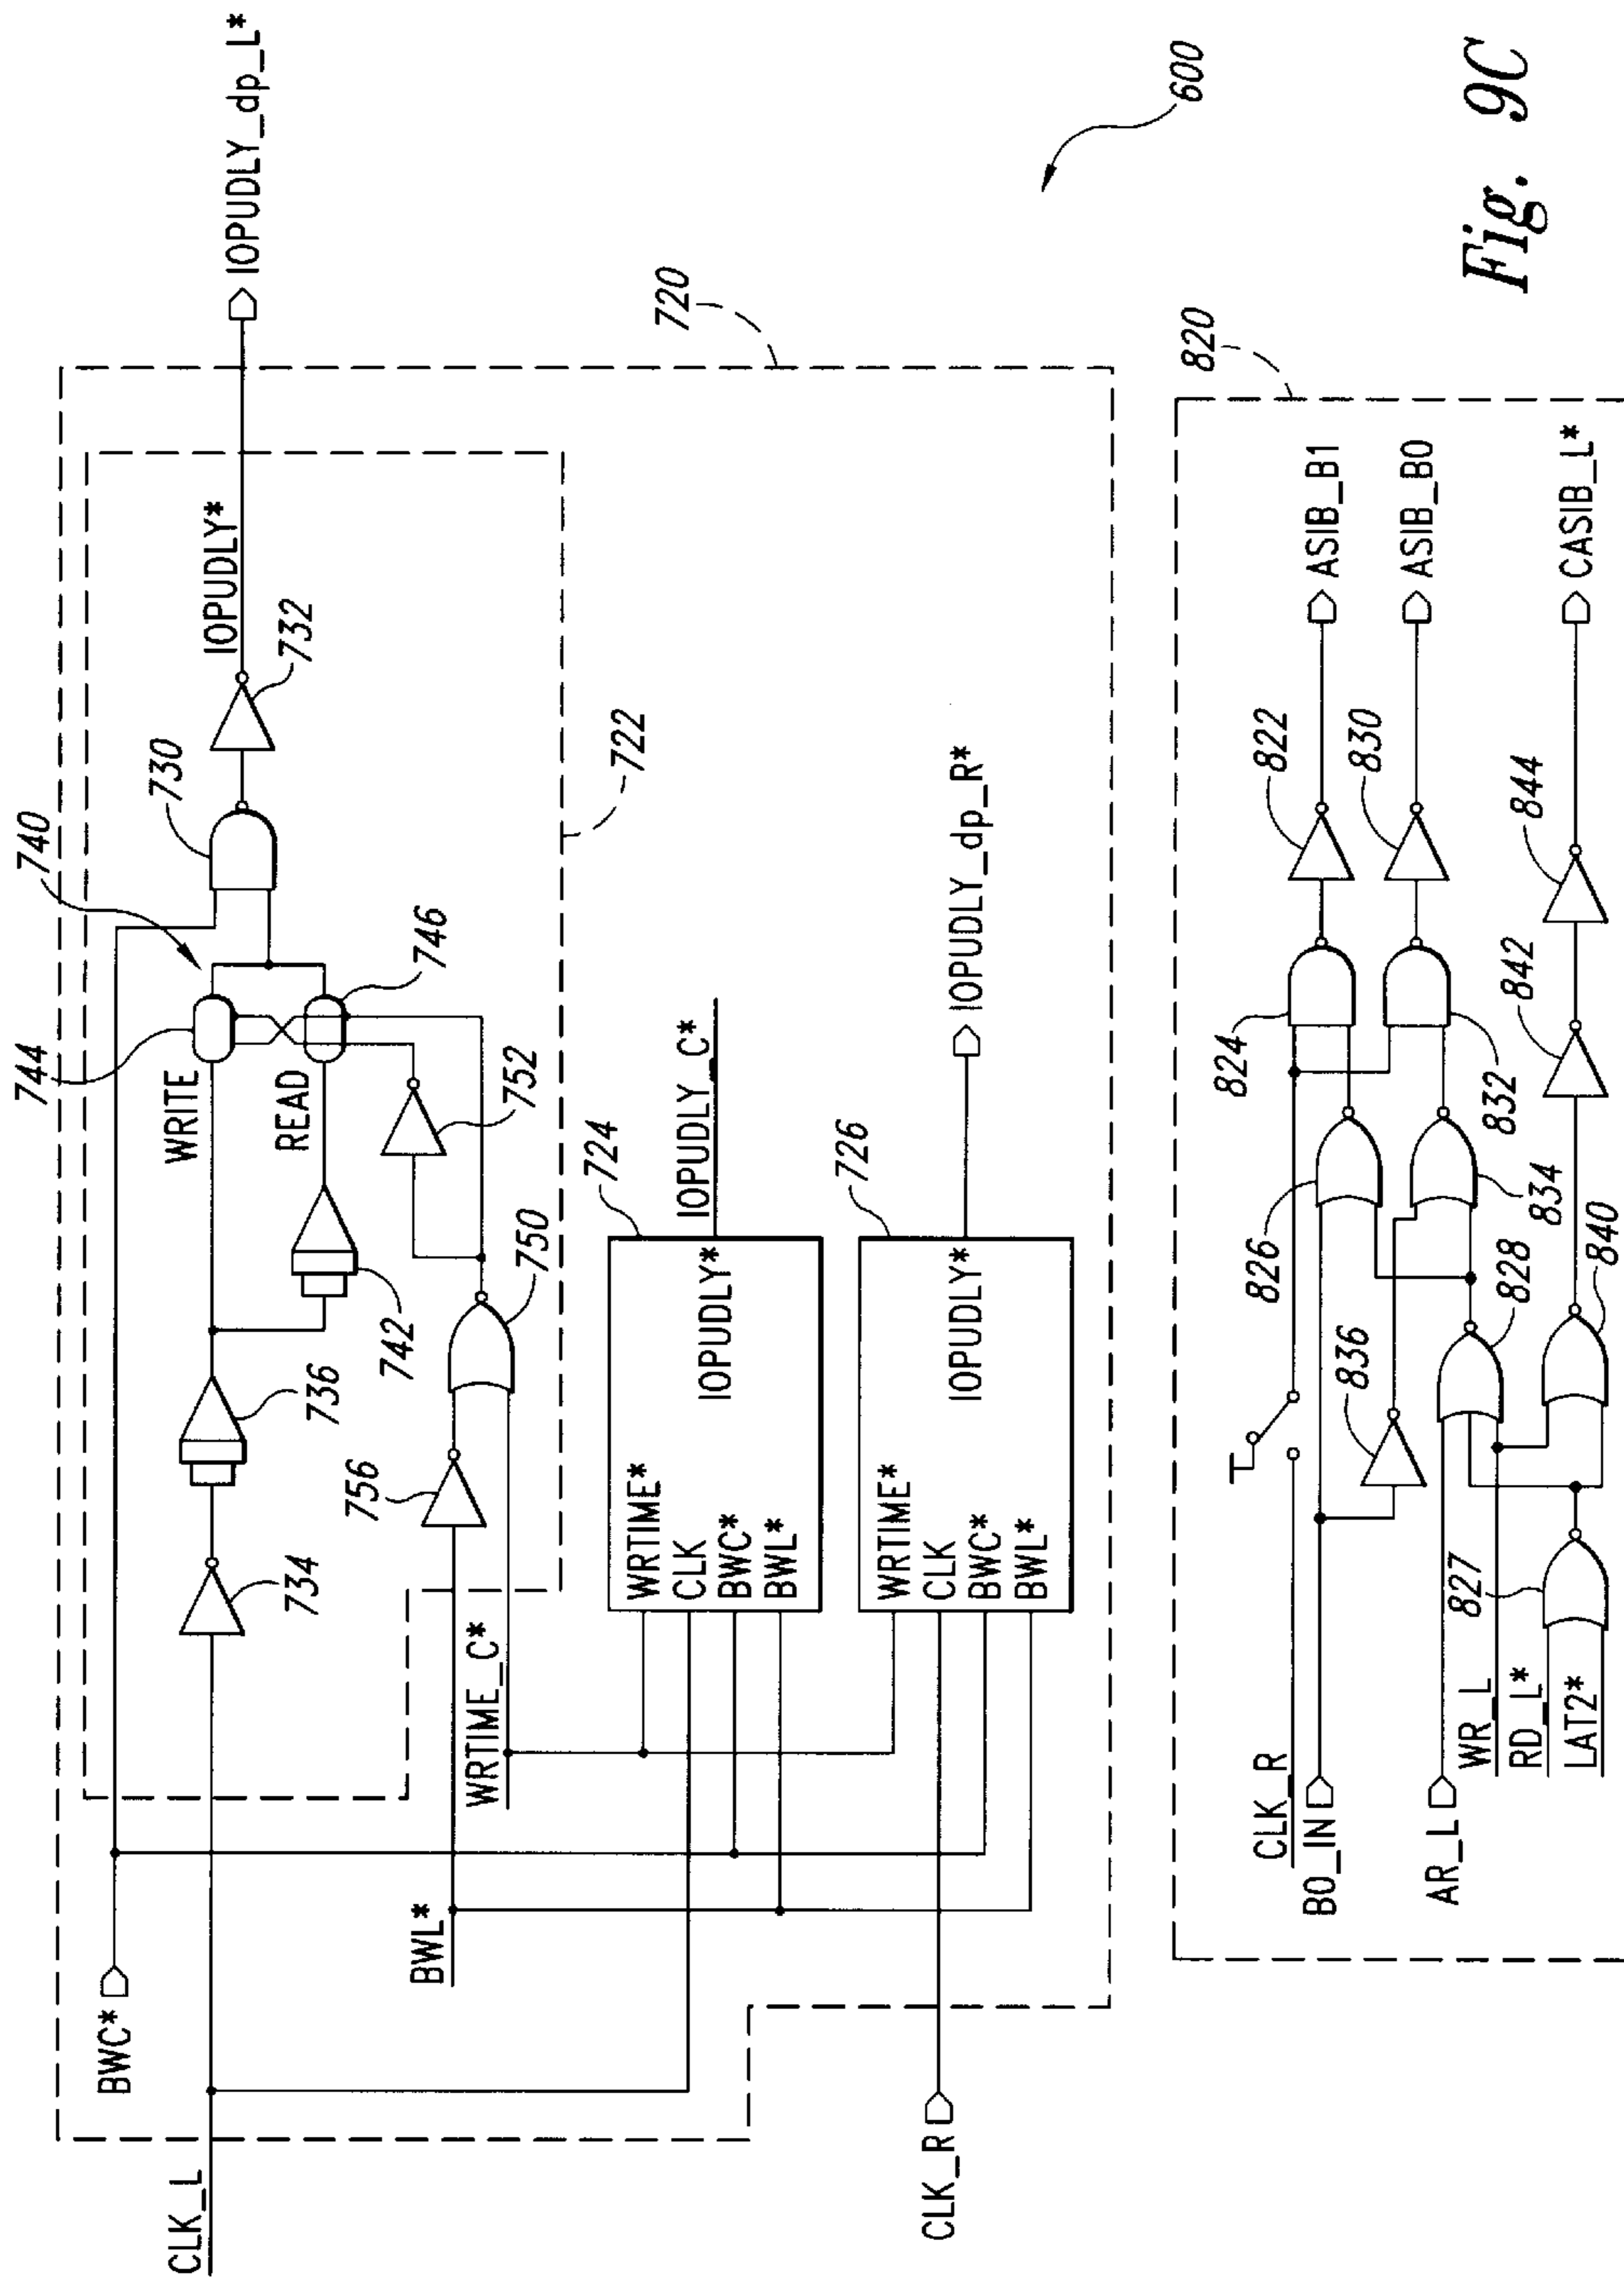 CLK_L
BWC*
BWL*
WRTIME_C*
CLK_R
734
736
742
WRITE
READ
744
740
746
730
732
IOPUDLY*
IOPUDLY_dp_L*
756
750
752
722
720
724
WRTIME*
CLK
BWC*
BWL*
IOPUDLY*
IOPUDLY_C*
726
WRTIME*
CLK
BWC*
BWL*
IOPUDLY*
IOPUDLY_dp_R*
600
CLK_R
B0_IN
AR_L
WR_L
RD_L*
LAT2*
827
836
828
840
826
834
824
832
822
830
842
844
ASIB_B1
ASIB_B0
CASIB_L*
820
Fig. 9C